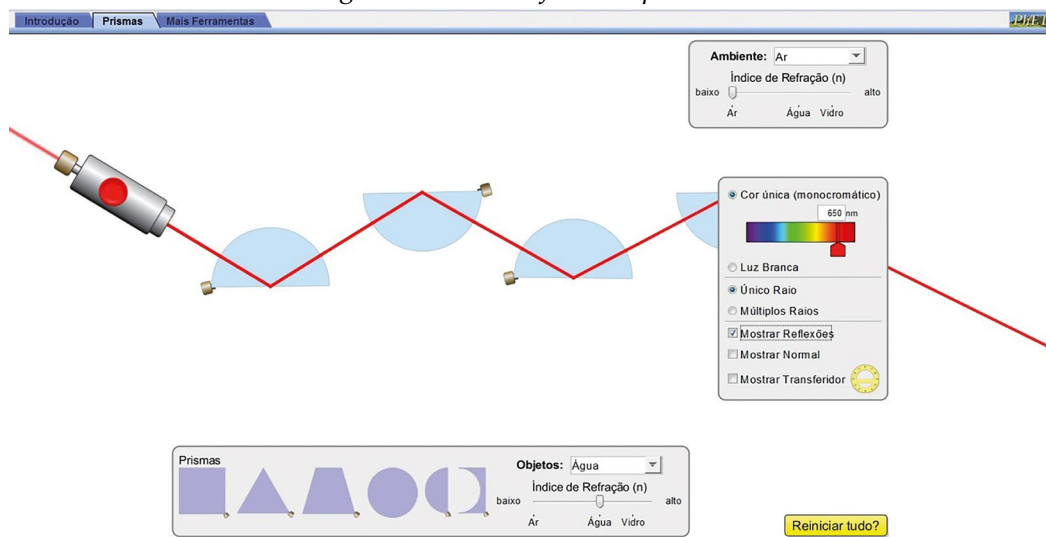 Introdução Prismas Mais Ferramentas
PhET
Ambiente: Ar
Índice de Refração (n)
baixo alto
Ar Água Vidro
Cor única (monocromático)
650 nm
Luz Branca
Único Raio
Múltiplos Raios
Mostrar Reflexões
Mostrar Normal
Mostrar Transferidor
Prismas
Objetos: Água
Índice de Refração (n)
baixo alto
Ar Água Vidro
Reiniciar tudo?